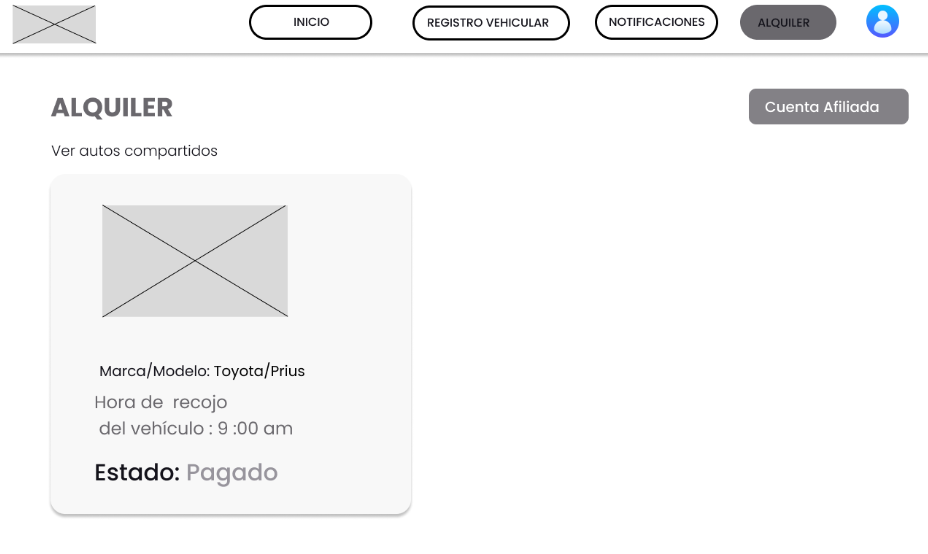 INICIO
REGISTRO VEHICULAR
NOTIFICACIONES
ALQUILER
ALQUILER
Cuenta Afiliada
Ver autos compartidos
Marca/Modelo: Toyota/Prius
Hora de recojo
del vehículo : 9 :00 am
Estado: Pagado